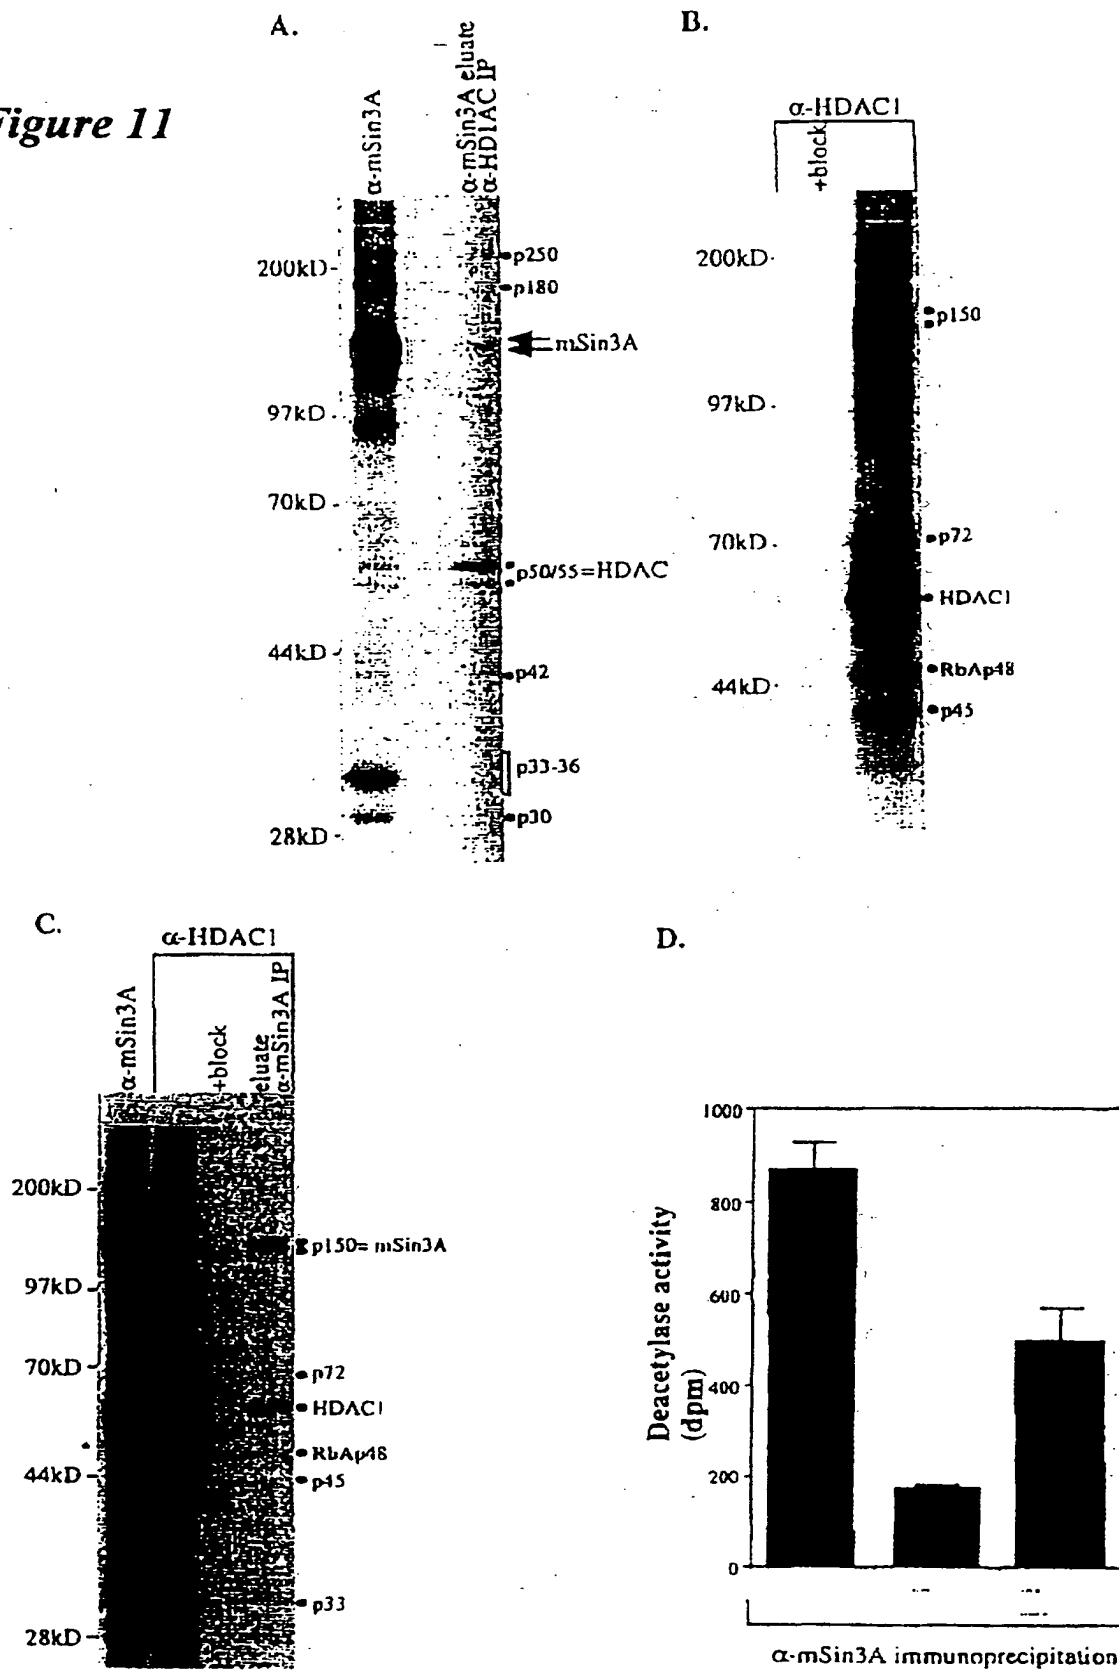 A.
B.
Figure 11
α-mSin3A
α-mSin3A eluate
α-HD1AC IP
200kD
97kD
70kD
44kD
28kD
p250
p180
mSin3A
p50/55=HDAC
p42
p33-36
p30
α-HDAC1
+block
200kD
97kD
70kD
44kD
p150
p72
HDAC1
RbAp48
p45
C.
D.
α-HDAC1
α-mSin3A
+block
eluate
α-mSin3A IP
200kD
97kD
70kD
44kD
28kD
p150= mSin3A
p72
HDAC1
RbAp48
p45
p33
Deacetylase activity
(dpm)
1000
800
600
400
200
0
α-mSin3A immunoprecipitation